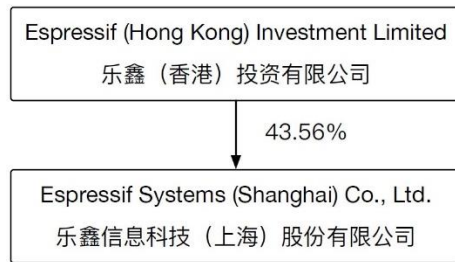 Espressif (Hong Kong) Investment Limited
乐鑫（香港）投资有限公司
43.56%
Espressif Systems (Shanghai) Co., Ltd.
乐鑫信息科技（上海）股份有限公司